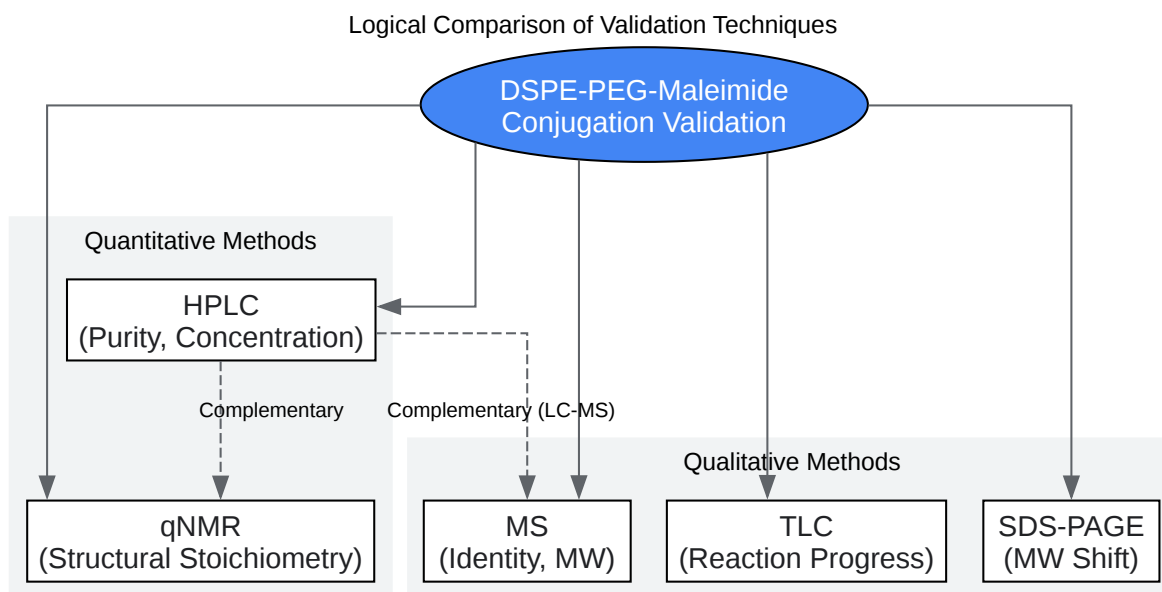 Logical Comparison of Validation Techniques
DSPE-PEG-Maleimide
Conjugation Validation
Quantitative Methods
HPLC
(Purity, Concentration)
Complementary
Complementary (LC-MS)
Qualitative Methods
qNMR
(Structural Stoichiometry)
MS
(Identity, MW)
TLC
(Reaction Progress)
SDS-PAGE
(MW Shift)